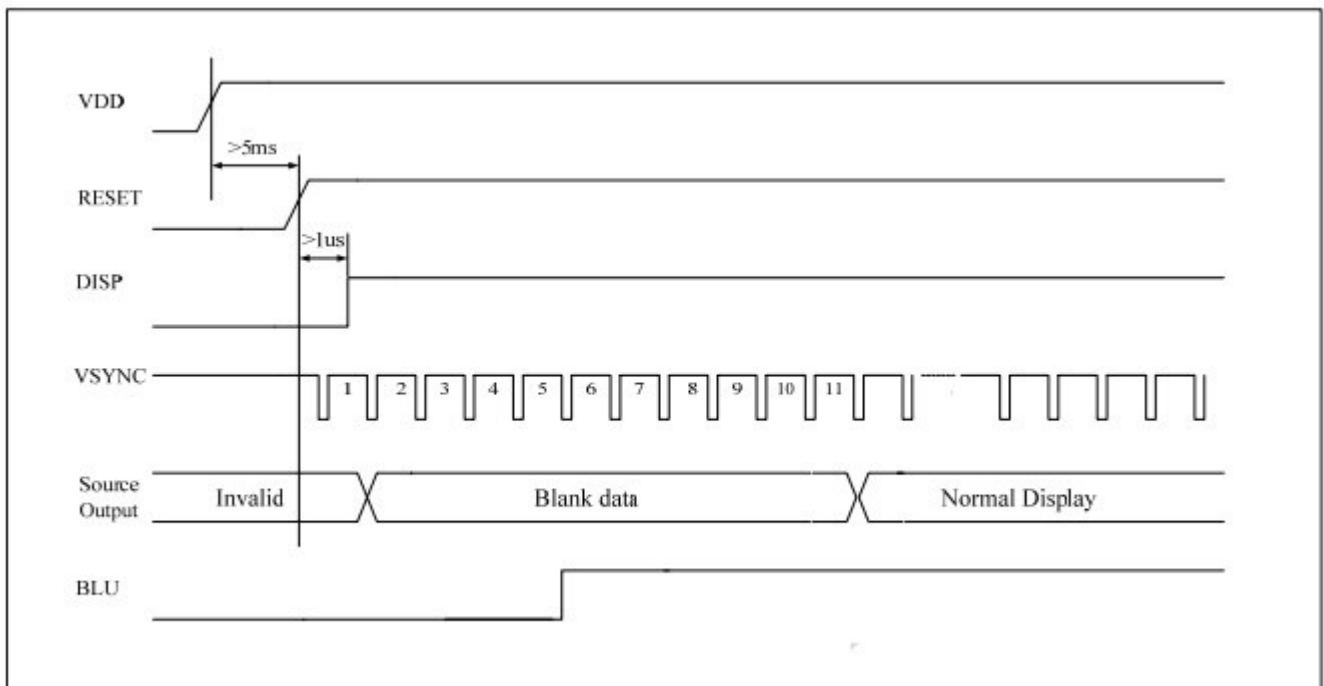 VDD
>5ms
RESET
>1us
DISP
VSYNC
1 2 3 4 5 6 7 8 9 10 11
Source
Output
Invalid
Blank data
Normal Display
BLU